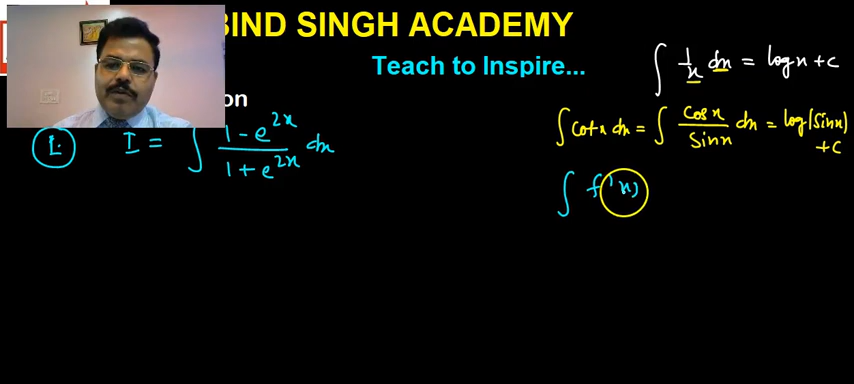 BIND SINGH ACADEMY
Teach to Inspire...
∫ 1/x dx = log x + c
on
1. I = ∫ (1 - e^{2x})/(1 + e^{2x}) dx
∫ cot x dx = ∫ cos x/sin x dx = log(sin x) + c
∫ f'(x)